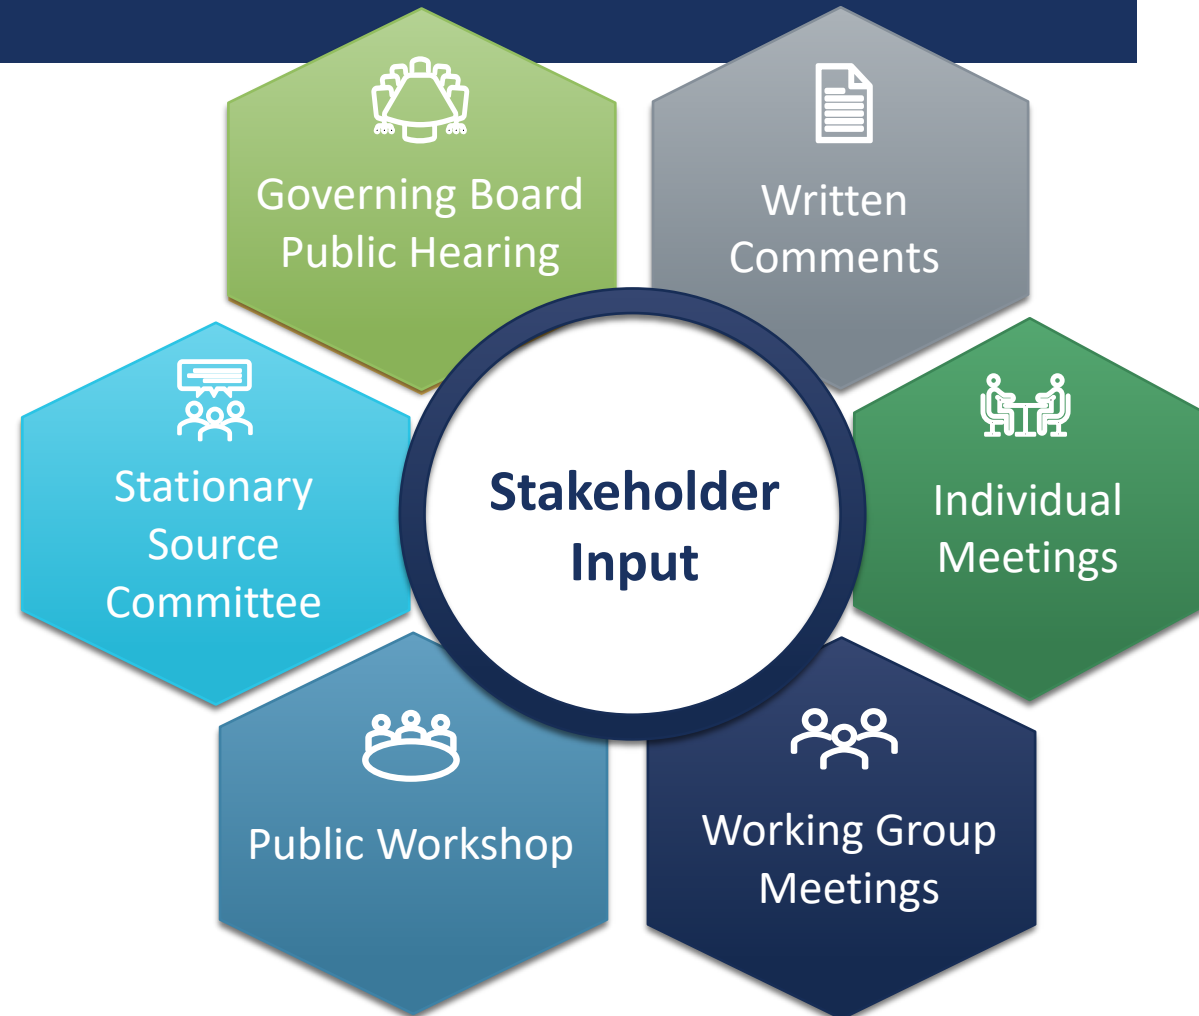 Governing Board
Public Hearing
Written
Comments
Stationary
Source
Committee
Stakeholder
Input
Individual
Meetings
Public Workshop
Working Group
Meetings